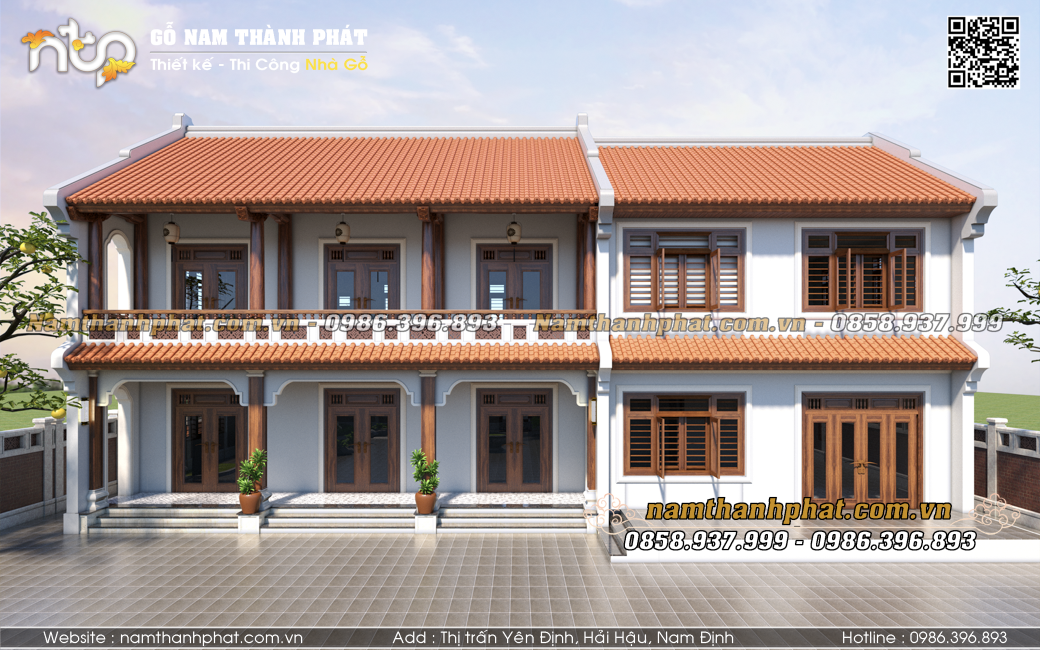 ntp
GỖ NAM THÀNH PHÁT
Thiết kế - Thi Công Nhà Gỗ
Namthanhphat.com.vn - 0986.396.893
Namthanhphat.com.vn - 0858.937.999
namthanhphat.com.vn
0858.937.999 - 0986.396.893
Website : namthanhphat.com.vn
Add : Thị trấn Yên Định, Hải Hậu, Nam Định
Hotline : 0986.396.893